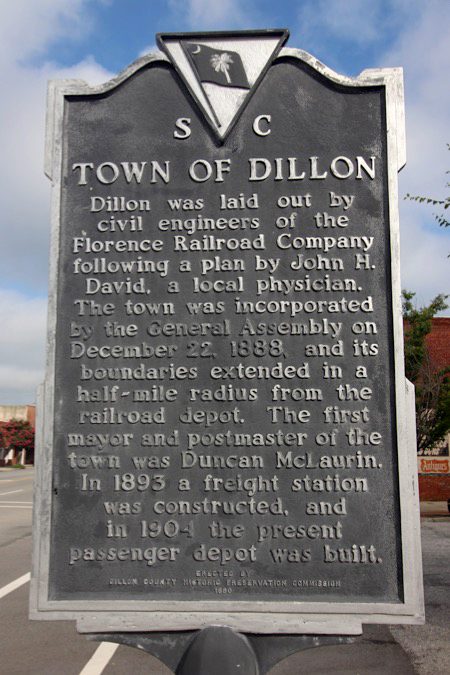 S C
TOWN OF DILLON
Dillon was laid out by
civil engineers of the
Florence Railroad Company
following a plan by John H.
David, a local physician.
The town was incorporated
by the General Assembly on
December 22, 1888, and its
boundaries extended in a
half-mile radius from the
railroad depot. The first
mayor and postmaster of the
town was Duncan McLaurin.
In 1893 a freight station
was constructed, and
in 1904 the present
passenger depot was built.
ERECTED BY
DILLON COUNTY HISTORIC PRESERVATION COMMISSION
1980
Antiques